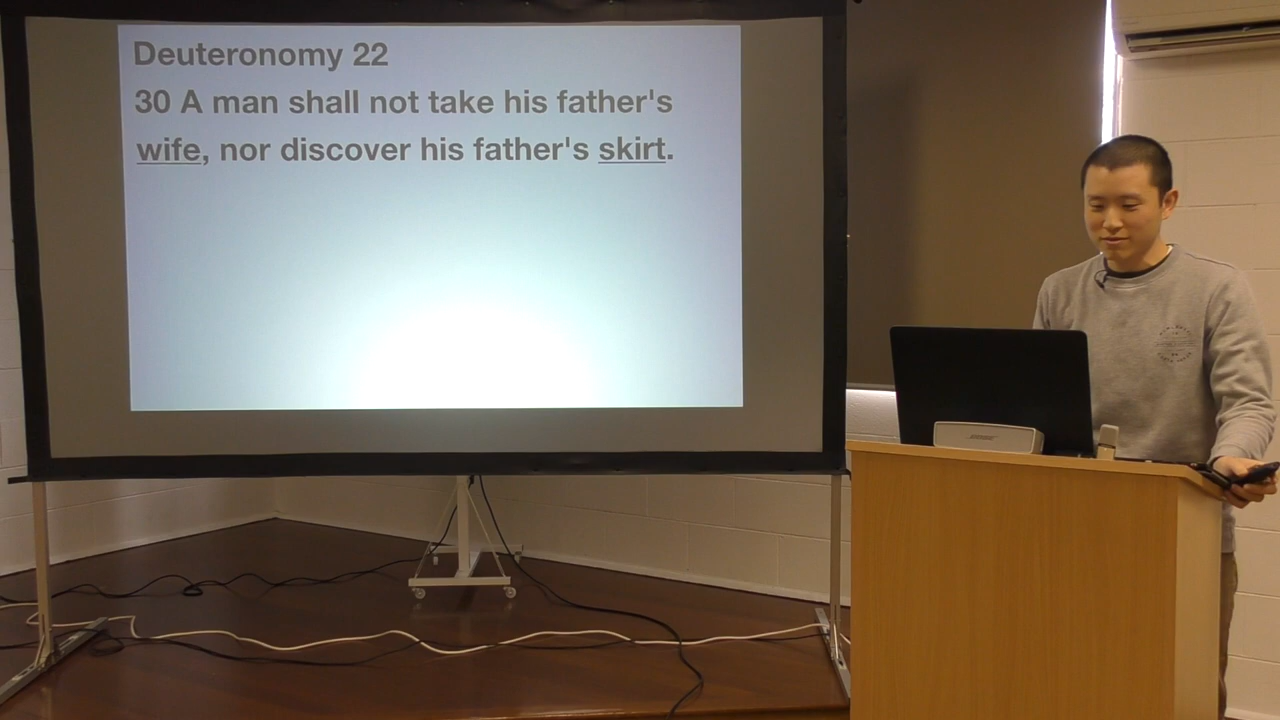 Deuteronomy 22
30 A man shall not take his father's
wife, nor discover his father's skirt.